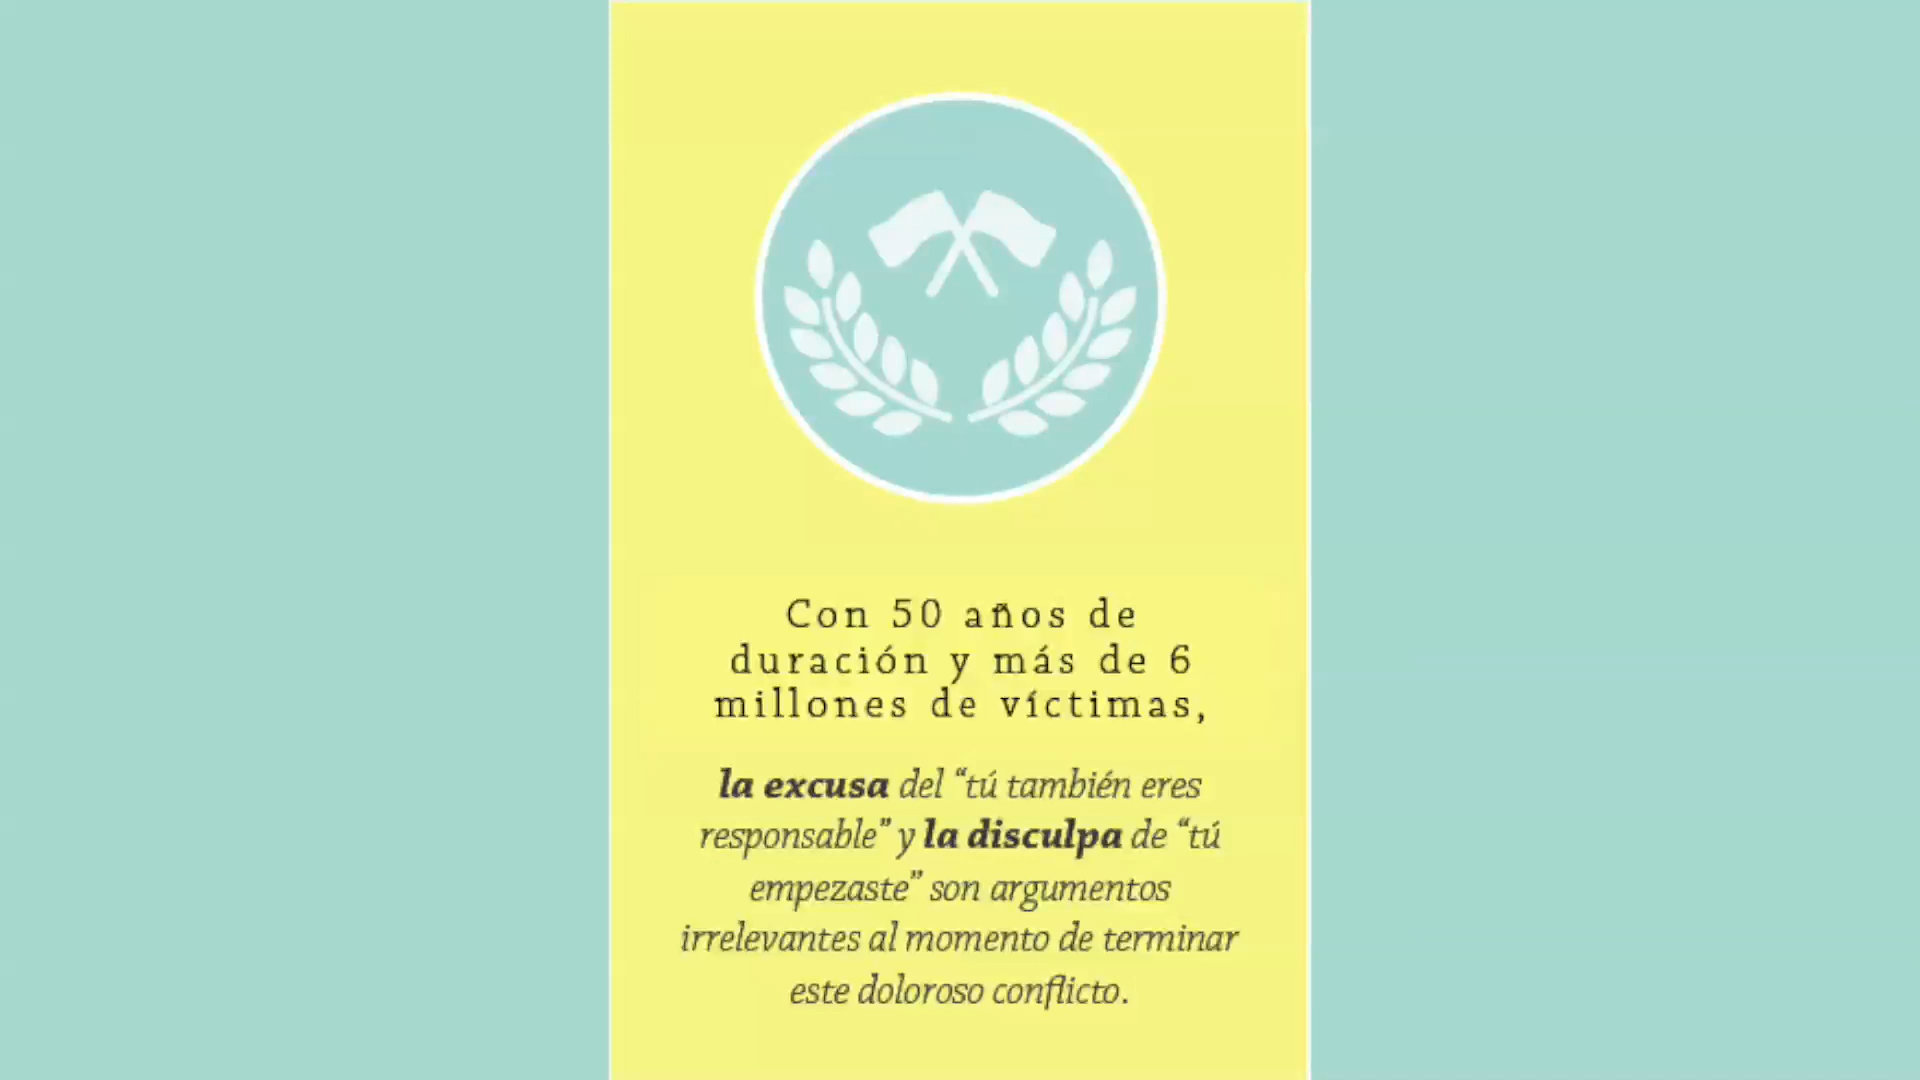 Con 50 años de
duración y más de 6
millones de víctimas,
la excusa del “tú también eres
responsable” y la disculpa de “tú
empezaste” son argumentos
irrelevantes al momento de terminar
este doloroso conflicto.